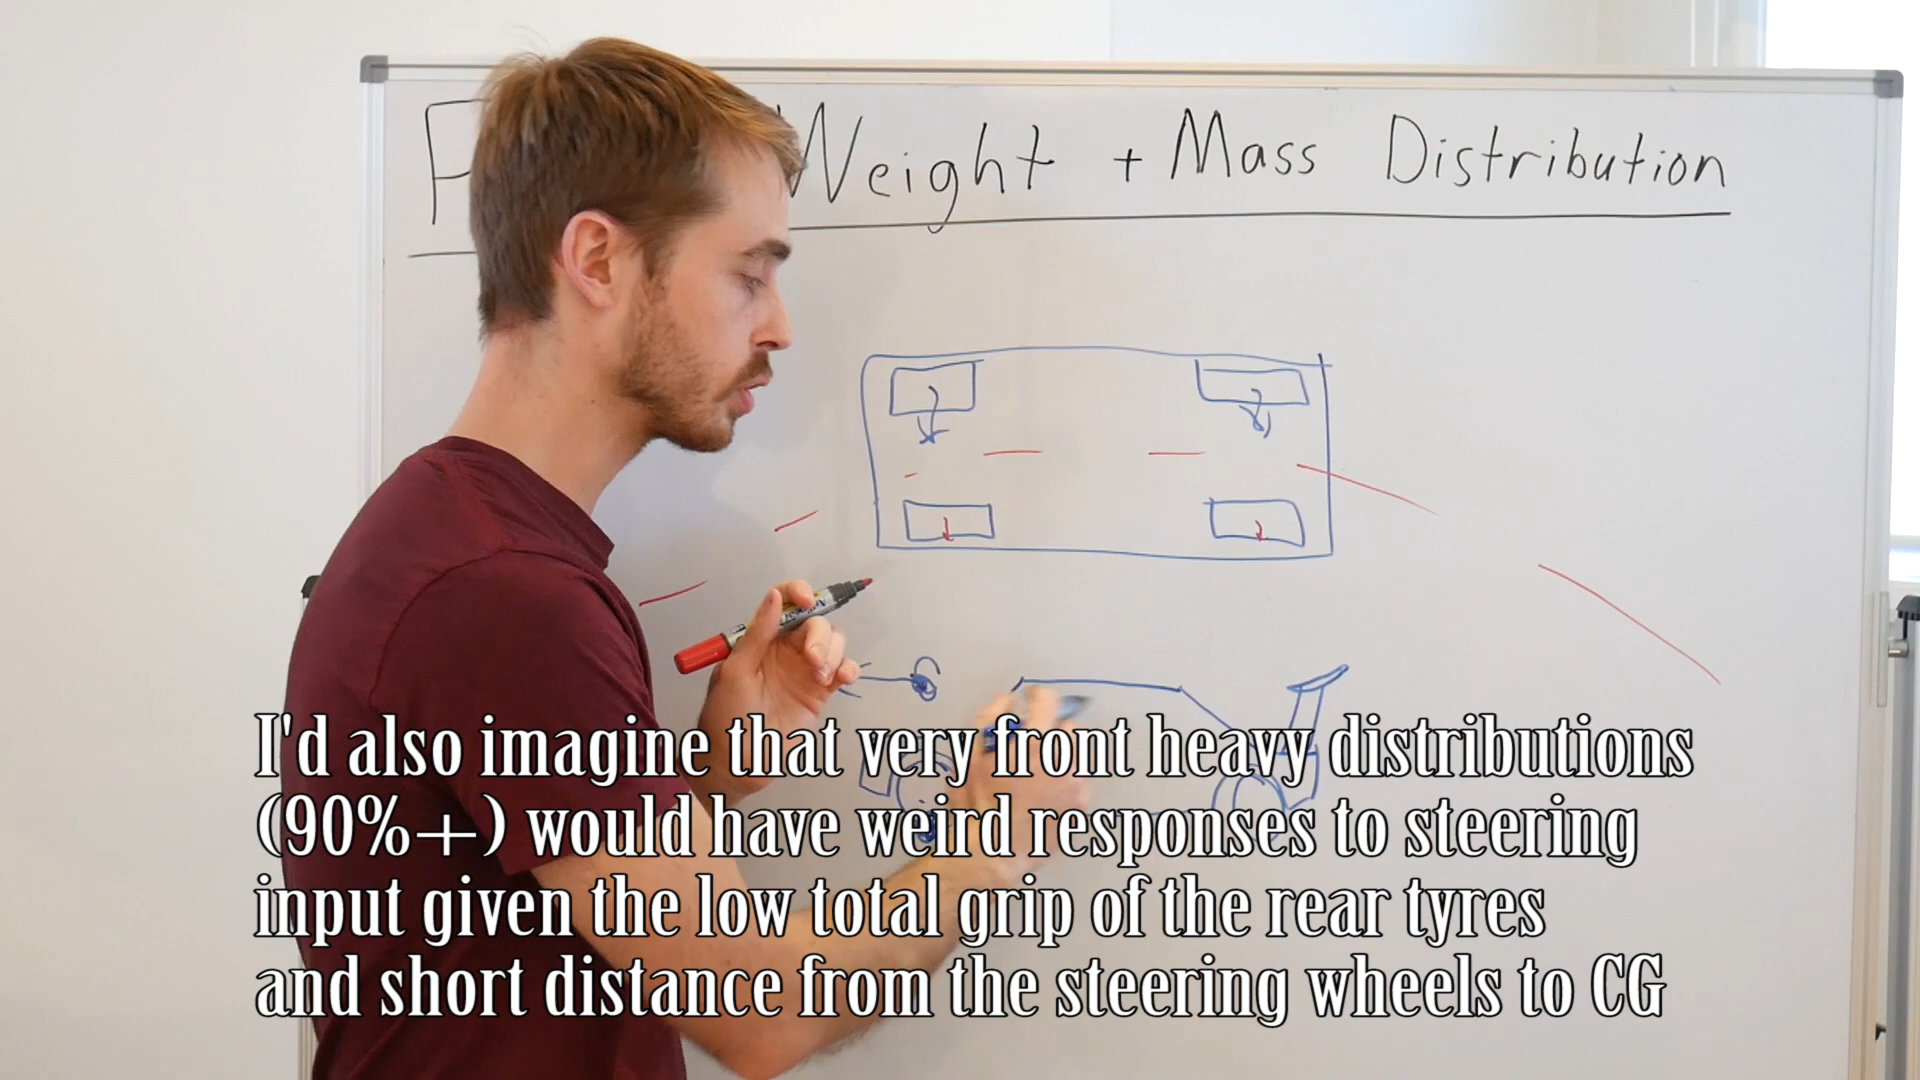 Weight + Mass Distribution
I'd also imagine that very front heavy distributions
(90%+) would have weird responses to steering
input given the low total grip of the rear tyres
and short distance from the steering wheels to CG